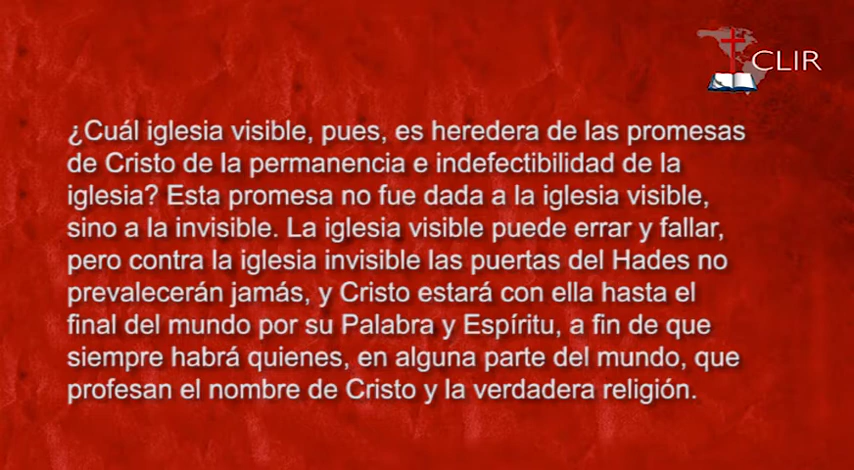 CLIR
¿Cuál iglesia visible, pues, es heredera de las promesas
de Cristo de la permanencia e indefectibilidad de la
iglesia? Esta promesa no fue dada a la iglesia visible,
sino a la invisible. La iglesia visible puede errar y fallar,
pero contra la iglesia invisible las puertas del Hades no
prevalecerán jamás, y Cristo estará con ella hasta el
final del mundo por su Palabra y Espíritu, a fin de que
siempre habrá quienes, en alguna parte del mundo, que
profesan el nombre de Cristo y la verdadera religión.